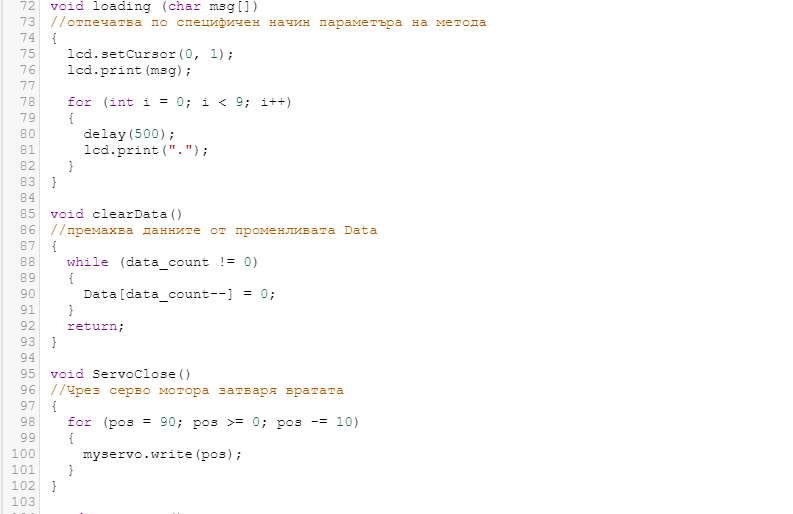 72 void loading (char msg[])
73 //отпечатва по специфичен начин параметъра на метода
74 {
75   lcd.setCursor(0, 1);
76   lcd.print(msg);
77
78   for (int i = 0; i < 9; i++)
79   {
80     delay(500);
81     lcd.print(".");
82   }
83 }
84
85 void clearData()
86 //премахва данните от променливата Data
87 {
88   while (data_count != 0)
89   {
90     Data[data_count--] = 0;
91   }
92   return;
93 }
94
95 void ServoClose()
96 //Чрез серво мотора затваря вратата
97 {
98   for (pos = 90; pos >= 0; pos -= 10)
99   {
100     myservo.write(pos);
101   }
102 }
103